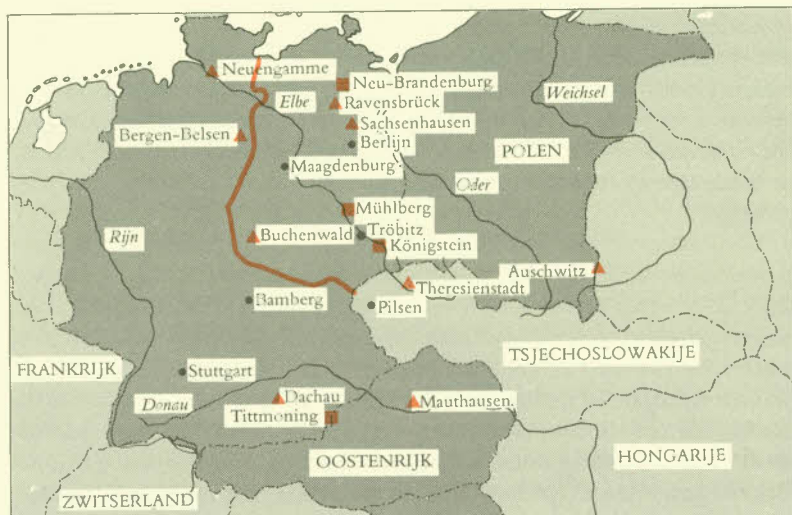 Neuengamme
Neu-Brandenburg
Weichsel
Elbe
Ravensbrück
Sachsenhausen
Bergen-Belsen
Berlijn
POLEN
Maagdenburg
Oder
Mühlberg
Rijn
Buchenwald
Tröbitz
Königstein
Auschwitz
Theresienstadt
Bamberg
Pilsen
TSJECHOSLOWAKIJE
FRANKRIJK
Stuttgart
Donau
Dachau
Mauthausen.
Tittmoning
OOSTENRIJK
HONGARIJE
ZWITSERLAND